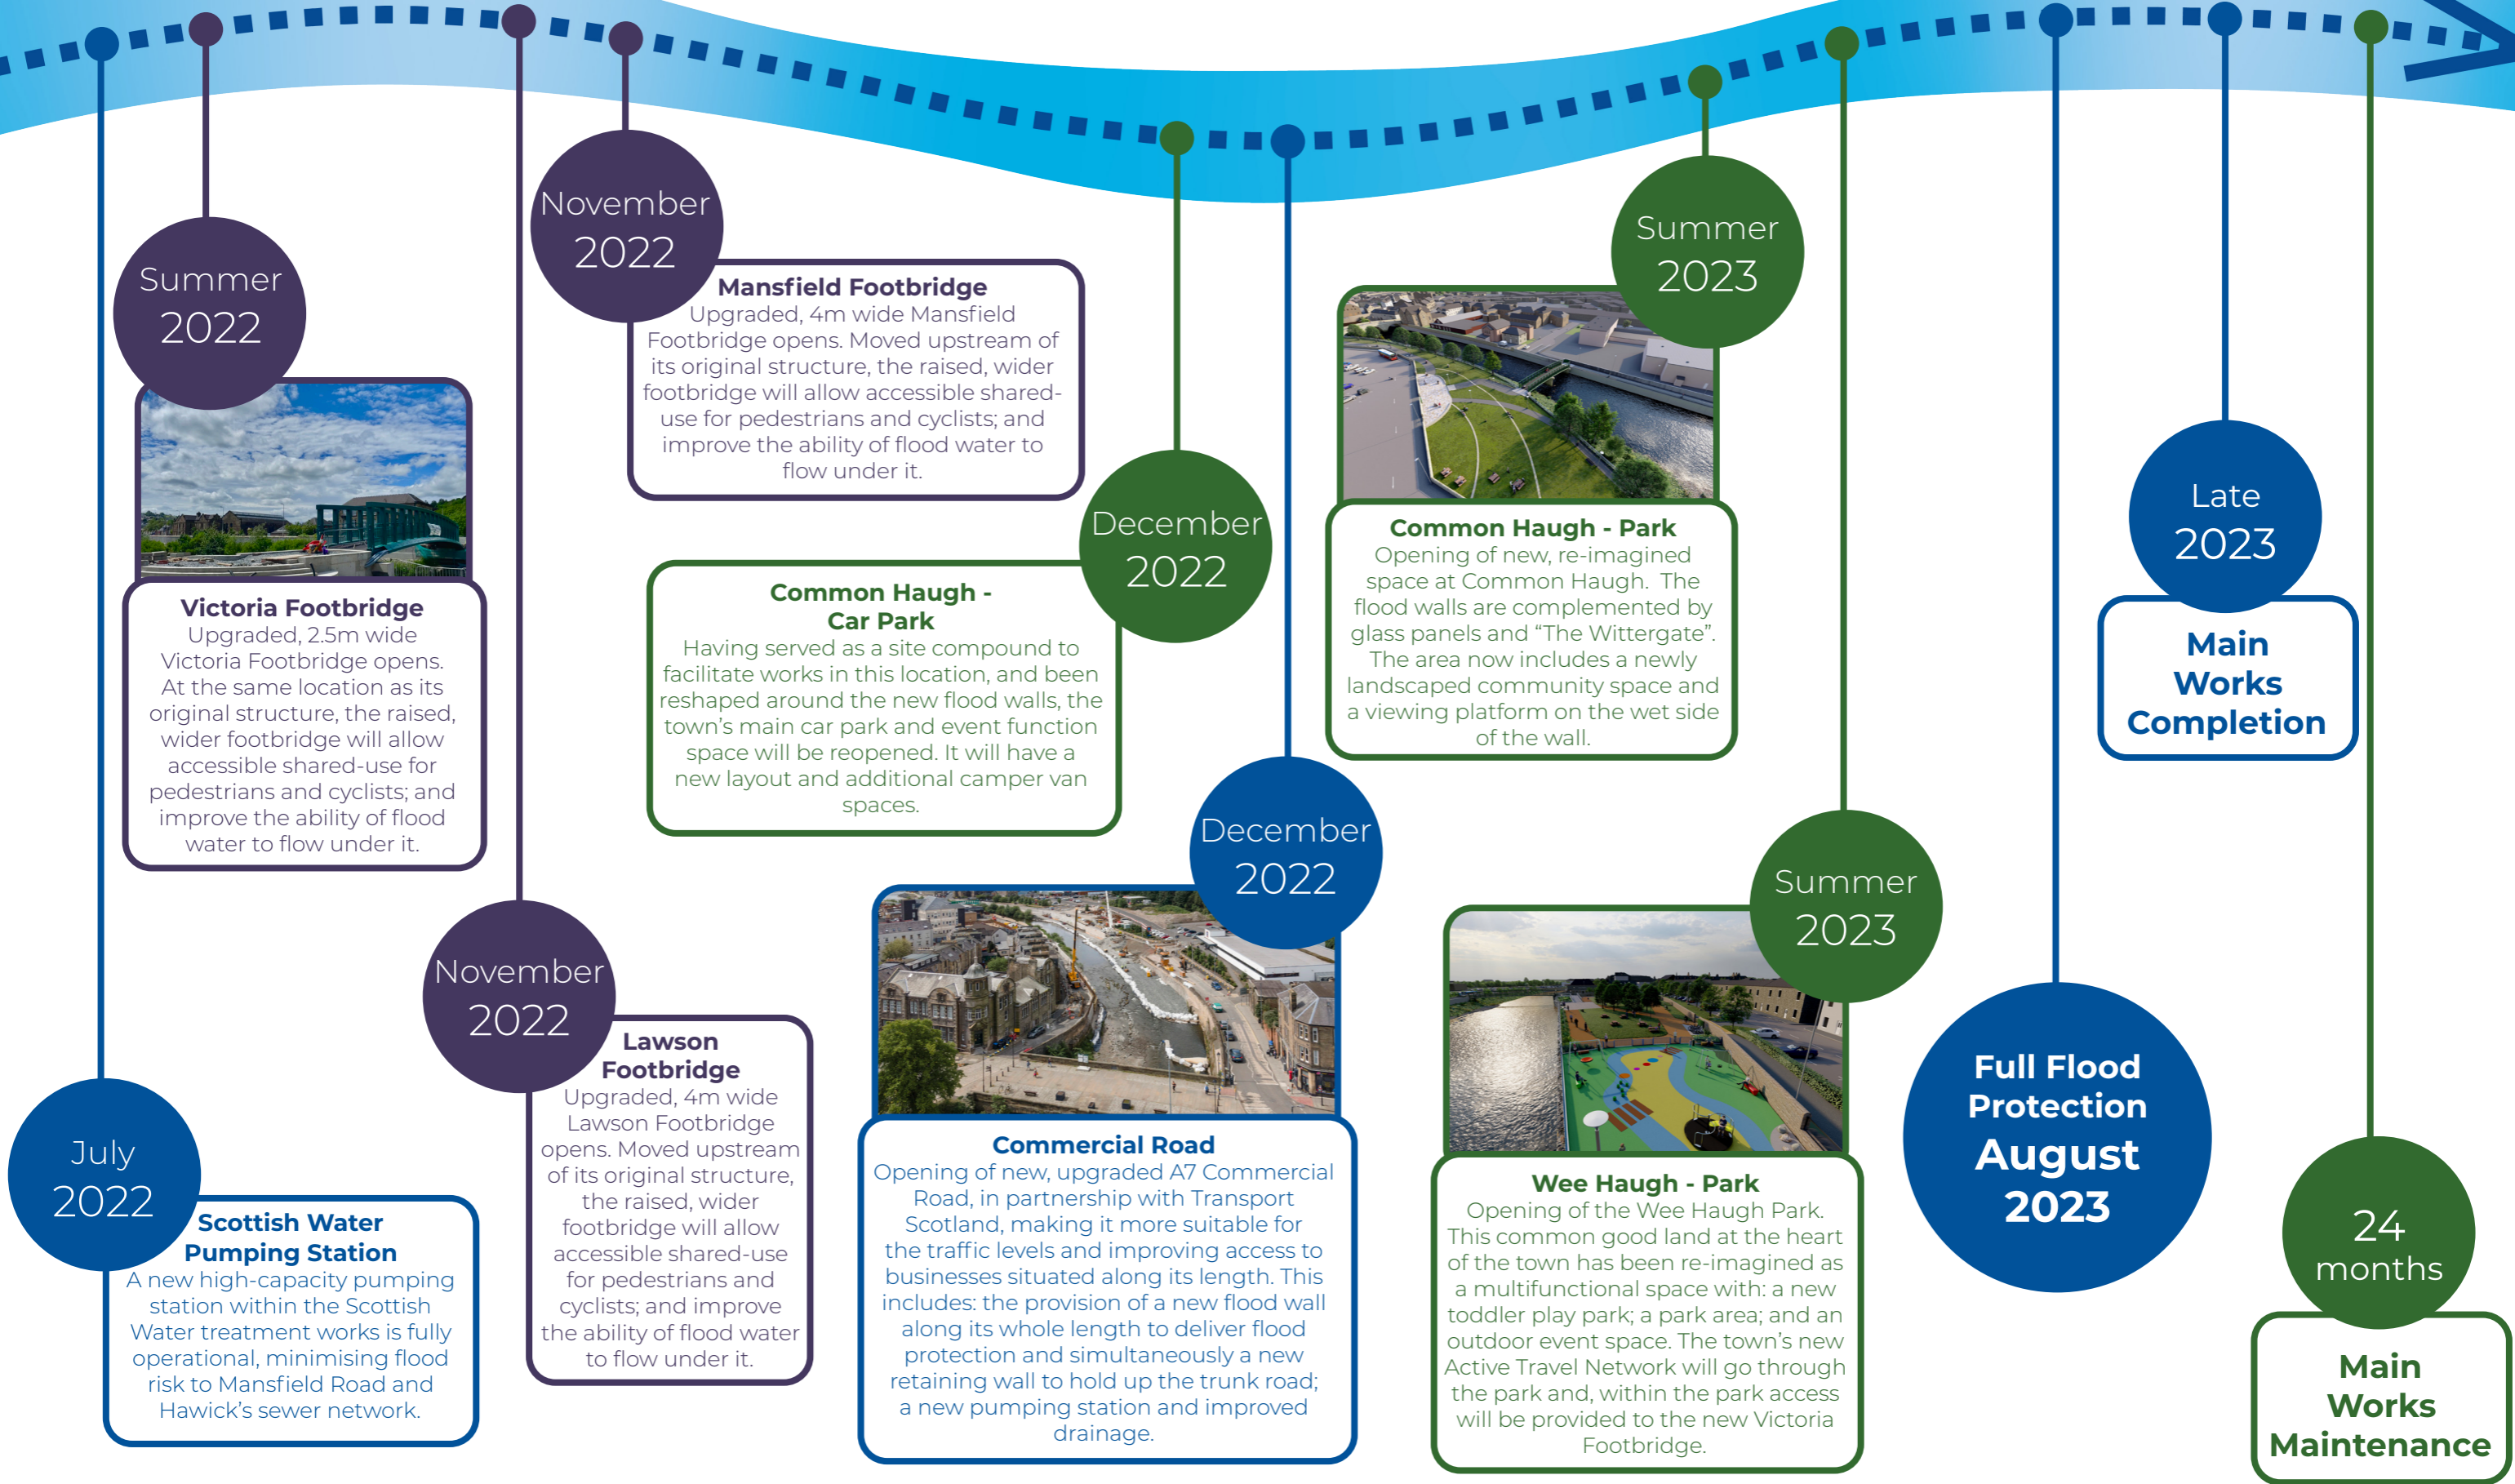 July
2022
Scottish Water
Pumping Station
A new high-capacity pumping
station within the Scottish
Water treatment works is fully
operational, minimising flood
risk to Mansfield Road and
Hawick's sewer network.
Summer
2022
Victoria Footbridge
Upgraded, 2.5m wide
Victoria Footbridge opens.
At the same location as its
original structure, the raised,
wider footbridge will allow
accessible shared-use for
pedestrians and cyclists; and
improve the ability of flood
water to flow under it.
November
2022
Lawson
Footbridge
Upgraded, 4m wide
Lawson Footbridge
opens. Moved upstream
of its original structure,
the raised, wider
footbridge will allow
accessible shared-use
for pedestrians and
cyclists; and improve
the ability of flood water
to flow under it.
November
2022
Mansfield Footbridge
Upgraded, 4m wide Mansfield
Footbridge opens. Moved upstream of
its original structure, the raised, wider
footbridge will allow accessible shared-
use for pedestrians and cyclists; and
improve the ability of flood water to
flow under it.
December
2022
Common Haugh -
Car Park
Having served as a site compound to
facilitate works in this location, and been
reshaped around the new flood walls, the
town's main car park and event function
space will be reopened. It will have a
new layout and additional camper van
spaces.
December
2022
Commercial Road
Opening of new, upgraded A7 Commercial
Road, in partnership with Transport
Scotland, making it more suitable for
the traffic levels and improving access to
businesses situated along its length. This
includes: the provision of a new flood wall
along its whole length to deliver flood
protection and simultaneously a new
retaining wall to hold up the trunk road;
a new pumping station and improved
drainage.
Summer
2023
Common Haugh - Park
Opening of new, re-imagined
space at Common Haugh.  The
flood walls are complemented by
glass panels and “The Wittergate”.
The area now includes a newly
landscaped community space and
a viewing platform on the wet side
of the wall.
Summer
2023
Wee Haugh - Park
Opening of the Wee Haugh Park.
This common good land at the heart
of the town has been re-imagined as
a multifunctional space with: a new
toddler play park; a park area; and an
outdoor event space. The town's new
Active Travel Network will go through
the park and, within the park access
will be provided to the new Victoria
Footbridge.
Full Flood
Protection
August
2023
Late
2023
Main
Works
Completion
24
months
Main
Works
Maintenance